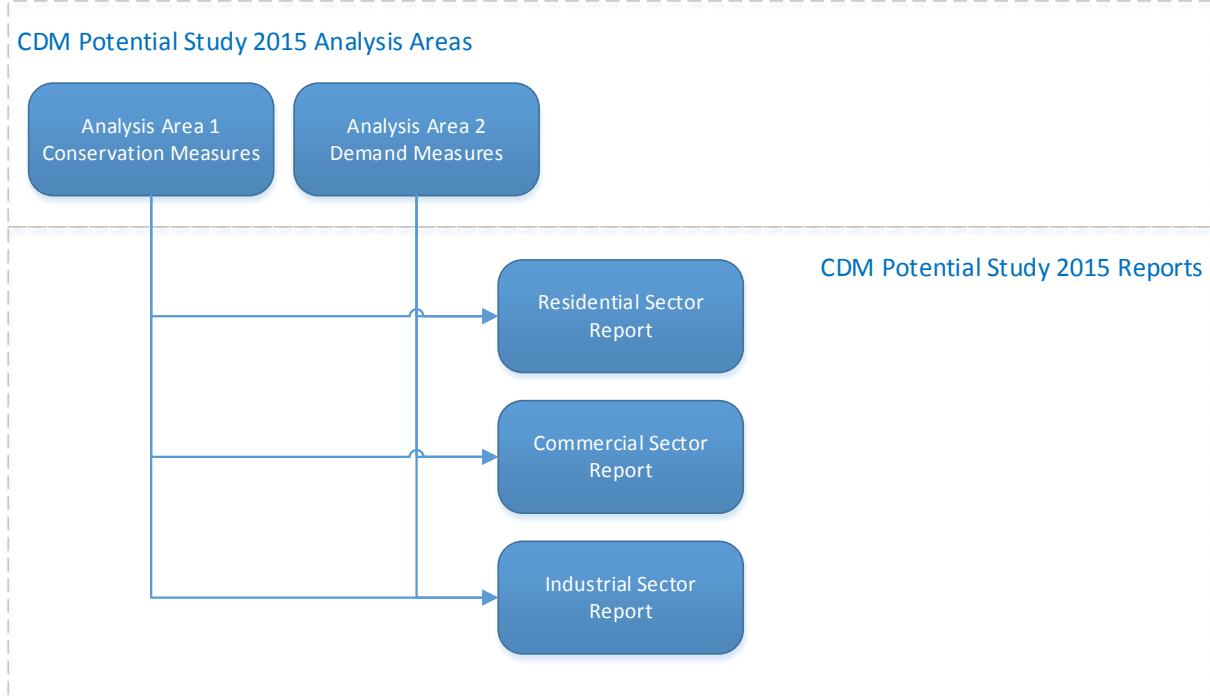 CDM Potential Study 2015 Analysis Areas
Analysis Area 1
Conservation Measures
Analysis Area 2
Demand Measures
CDM Potential Study 2015 Reports
Residential Sector
Report
Commercial Sector
Report
Industrial Sector
Report